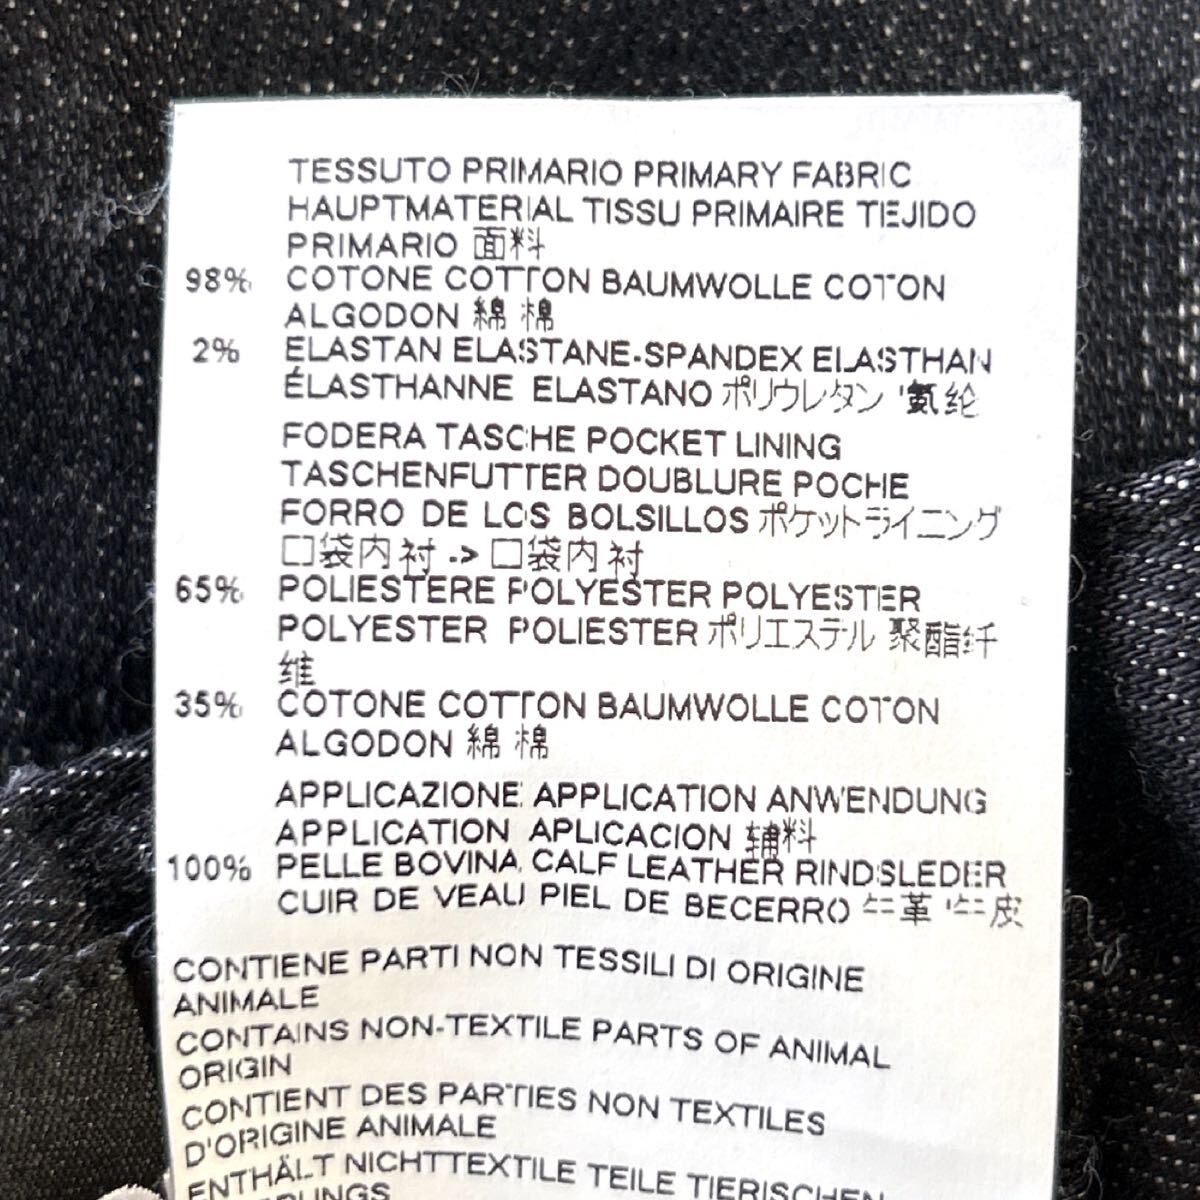 TESSUTO PRIMARIO PRIMARY FABRIC
HAUPTMATERIAL TISSU PRIMAIRE TEJIDO
PRIMARIO 面料
98% COTONE COTTON BAUMWOLLE COTON
ALGODON 綿 棉
2% ELASTAN ELASTANE-SPANDEX ELASTHAN
ÉLASTHANNE ELASTANO ポリウレタン 氨纶
FODERA TASCHE POCKET LINING
TASCHENFUTTER DOUBLURE POCHE
FORRO DE LOS BOLSILLOS ポケットライニング
口袋内衬 -> 口袋内衬
65% POLIESTERE POLYESTER POLYESTER
POLYESTER POLIESTER ポリエステル 聚酯纤
维
35% COTONE COTTON BAUMWOLLE COTON
ALGODON 綿 棉
APPLICAZIONE APPLICATION ANWENDUNG
APPLICATION APLICACION 辅料
100% PELLE BOVINA CALF LEATHER RINDSLEDER
CUIR DE VEAU PIEL DE BECERRO 牛革 牛皮
CONTIENE PARTI NON TESSILI DI ORIGINE
ANIMALE
CONTAINS NON-TEXTILE PARTS OF ANIMAL
ORIGIN
CONTIENT DES PARTIES NON TEXTILES
D'ORIGINE ANIMALE
ENTHÄLT NICHTTEXTILE TEILE TIERISCHEN